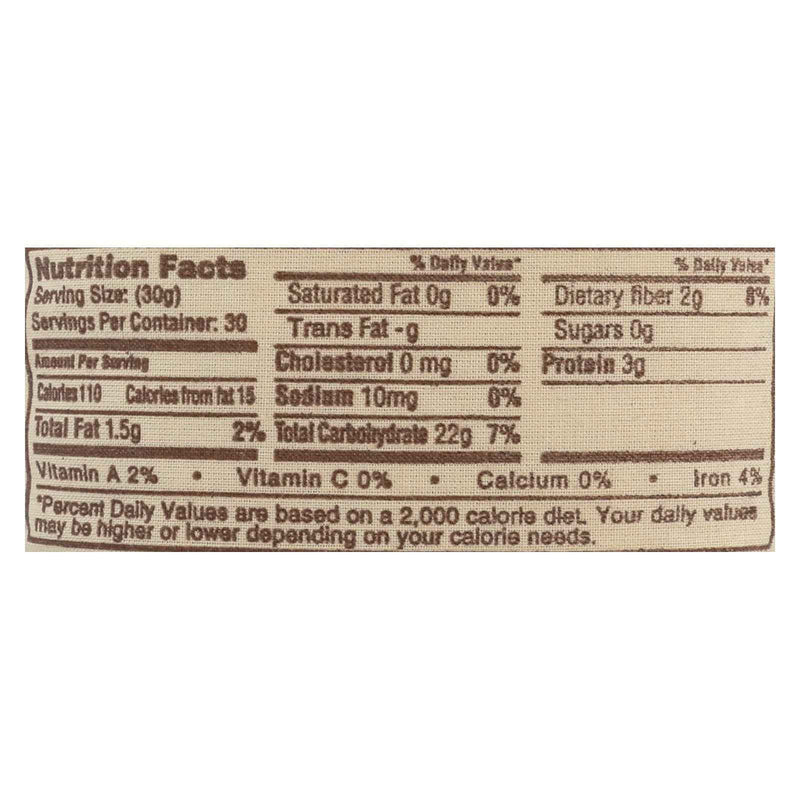 Nutrition Facts
Serving Size: (30g)
Servings Per Container: 30
Amount Per Serving
Calories 110 Calories from fat 15
Total Fat 1.5g 2%
% Daily Value*
Saturated Fat 0g 0%
Trans Fat -g
Cholesterol 0 mg 0%
Sodium 10mg 0%
Total Carbohydrate 22g 7%
% Daily Value*
Dietary fiber 2g 8%
Sugars 0g
Protein 3g
Vitamin A 2% • Vitamin C 0% • Calcium 0% • Iron 4%
*Percent Daily Values are based on a 2,000 calorie diet. Your daily values
may be higher or lower depending on your calorie needs.